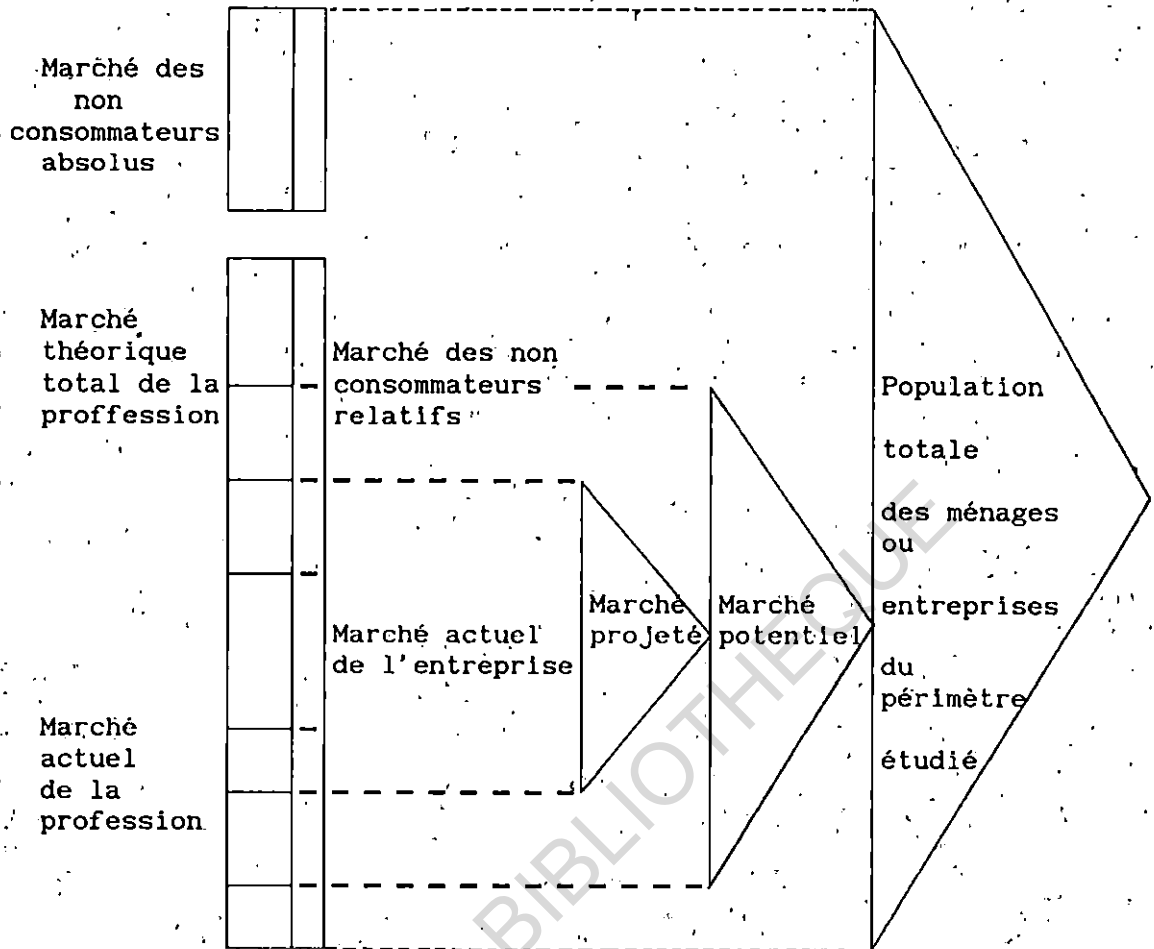 Marché des
non
consommateurs
absolus
Marché
théorique
total de la
proffession
Marché des non
consommateurs
relatifs
Marché actuel
de l'entreprise
Marché
projeté
Marché
potentiel
Population
totale
des ménages
ou
entreprises
du
périmètre
étudié
Marché
actuel
de la
profession
BIBLIOTHEQUE